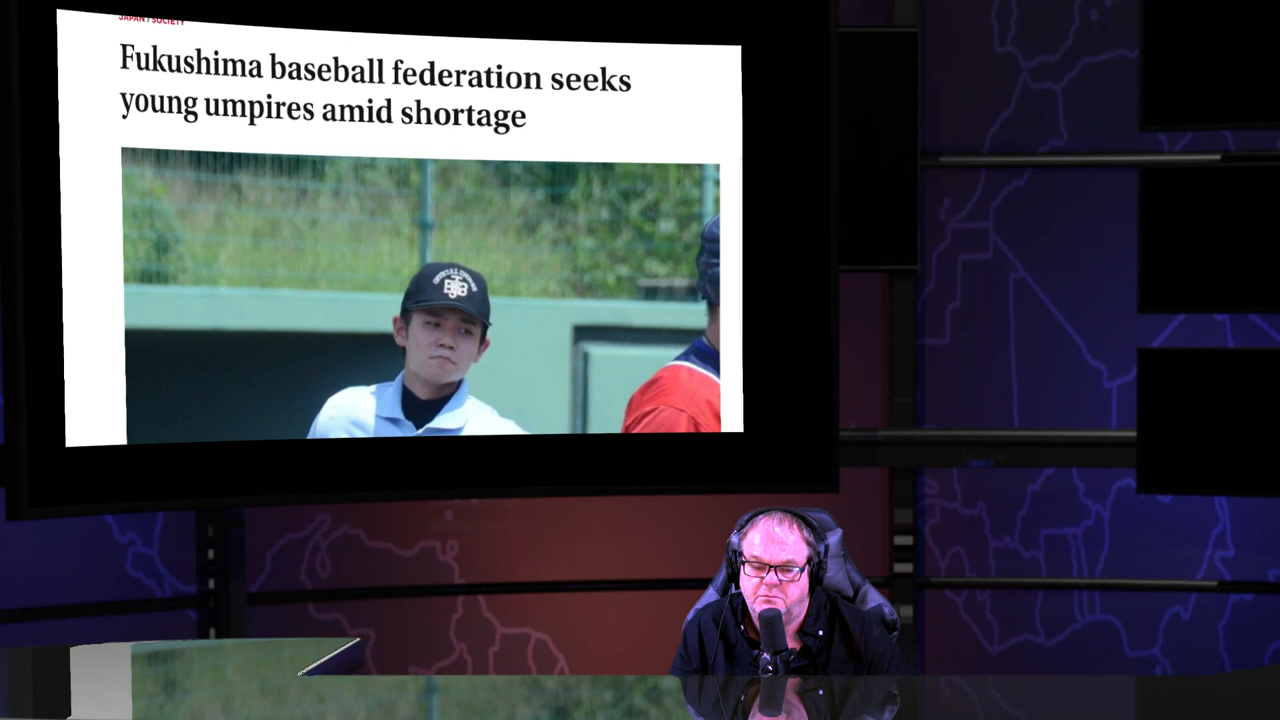 JAPAN / SOCIETY
Fukushima baseball federation seeks
young umpires amid shortage